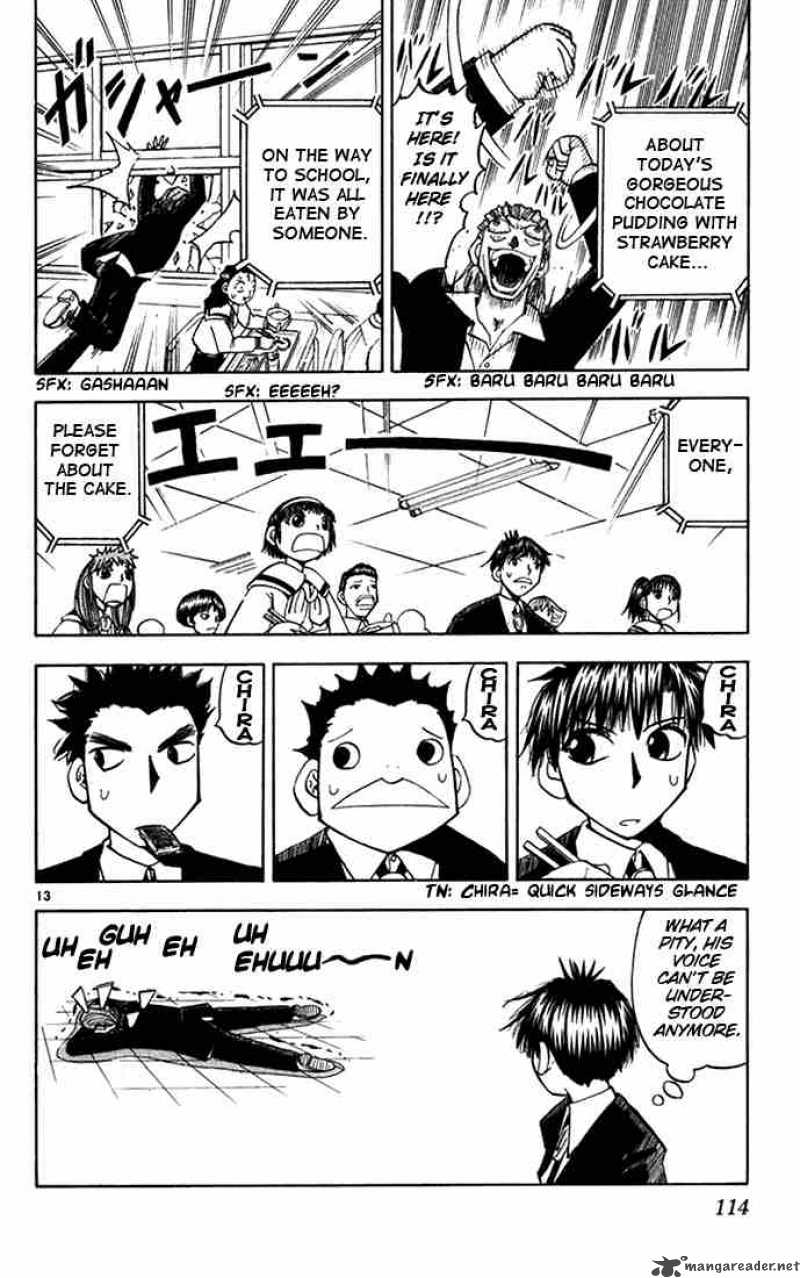 ABOUT
TODAY'S
GORGEOUS
CHOCOLATE
PUDDING WITH
STRAWBERRY
CAKE...
IT'S
HERE!
IS IT
FINALLY
HERE
!!?
SFX: BARU BARU BARU BARU
ON THE WAY
TO SCHOOL,
IT WAS ALL
EATEN BY
SOMEONE.
ガシャーン
SFX: GASHAAAN
SFX: EEEEEH?
EVERY-
ONE,
エエー
PLEASE
FORGET
ABOUT
THE CAKE.
CHIRA
CHIRA
CHIRA
TN: CHIRA= QUICK SIDEWAYS GLANCE
13
WHAT A
PITY, HIS
VOICE
CAN'T BE
UNDER-
STOOD
ANYMORE.
UH GUH EH UH
EH EHUUU~N
114
mangareader.net